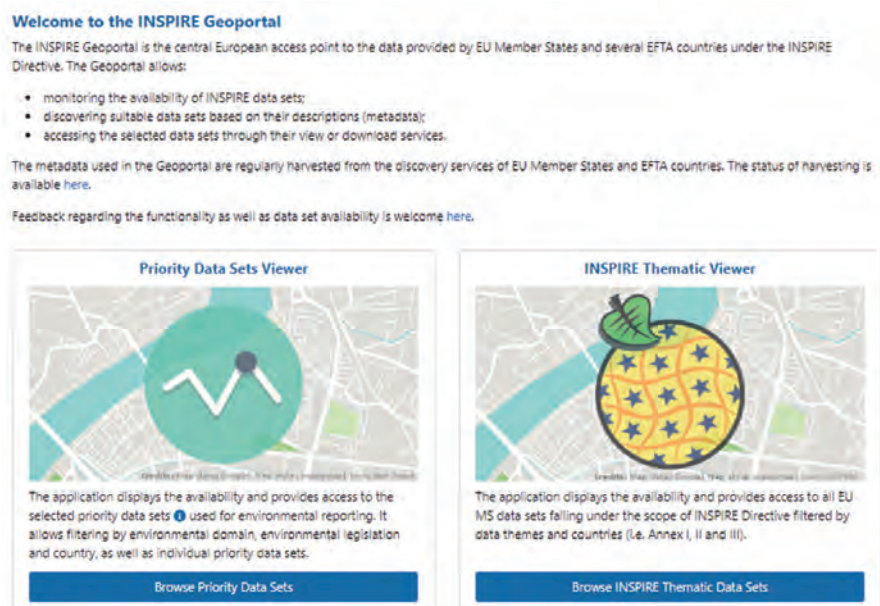 Welcome to the INSPIRE Geoportal
The INSPIRE Geoportal is the central European access point to the data provided by EU Member States and several EFTA countries under the INSPIRE
Directive. The Geoportal allows:
• monitoring the availability of INSPIRE data sets;
• discovering suitable data sets based on their descriptions (metadata);
• accessing the selected data sets through their view or download services.
The metadata used in the Geoportal are regularly harvested from the discovery services of EU Member States and EFTA countries. The status of harvesting is
available here.
Feedback regarding the functionality as well as data set availability is welcome here.
Priority Data Sets Viewer
The application displays the availability and provides access to the
selected priority data sets i used for environmental reporting. It
allows filtering by environmental domain, environmental legislation
and country, as well as individual priority data sets.
Browse Priority Data Sets
INSPIRE Thematic Viewer
The application displays the availability and provides access to all EU
MS data sets falling under the scope of INSPIRE Directive filtered by
data themes and countries (i.e. Annex I, II and III).
Browse INSPIRE Thematic Data Sets